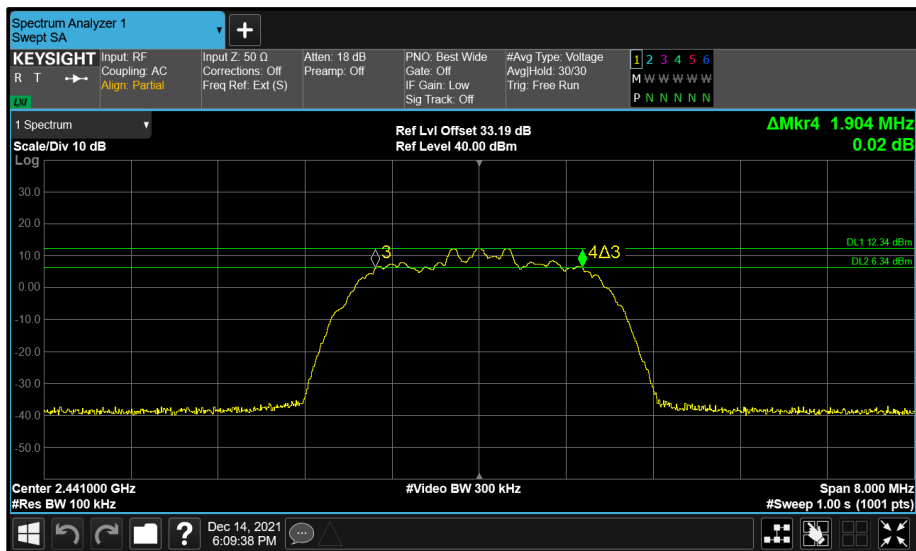 Spectrum Analyzer 1
Swept SA
KEYSIGHT
R T
LXI
Input: RF
Coupling: AC
Align: Partial
Input Z: 50 Ω
Corrections: Off
Freq Ref: Ext (S)
Atten: 18 dB
Preamp: Off
PNO: Best Wide
Gate: Off
IF Gain: Low
Sig Track: Off
#Avg Type: Voltage
Avg|Hold: 30/30
Trig: Free Run
1 2 3 4 5 6
M W W W W W
P N N N N N
1 Spectrum
Scale/Div 10 dB
Log
Ref Lvl Offset 33.19 dB
Ref Level 40.00 dBm
ΔMkr4 1.904 MHz
0.02 dB
30.0
20.0
10.0
0.00
-10.0
-20.0
-30.0
-40.0
-50.0
3
4Δ3
DL1 12.34 dBm
DL2 6.34 dBm
Center 2.441000 GHz
#Res BW 100 kHz
#Video BW 300 kHz
Span 8.000 MHz
#Sweep 1.00 s (1001 pts)
?
Dec 14, 2021
6:09:38 PM